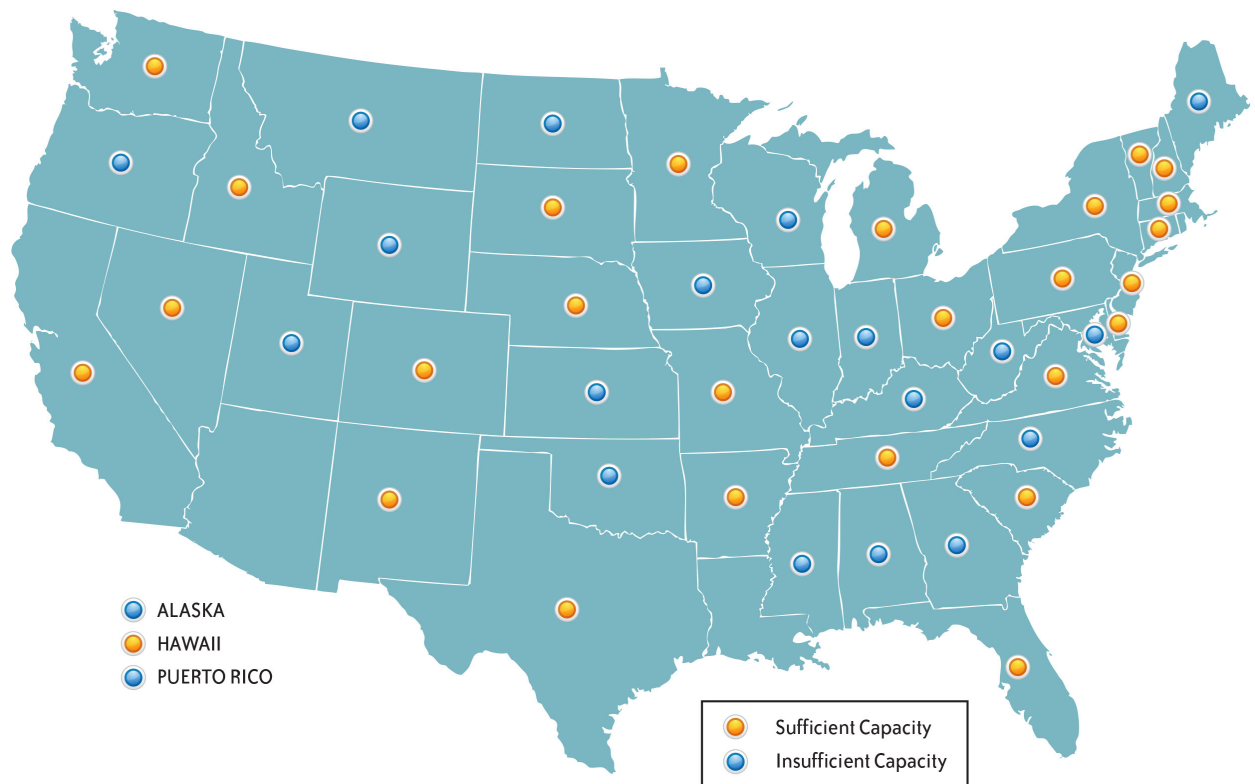 ALASKA
HAWAII
PUERTO RICO
Sufficient Capacity
Insufficient Capacity